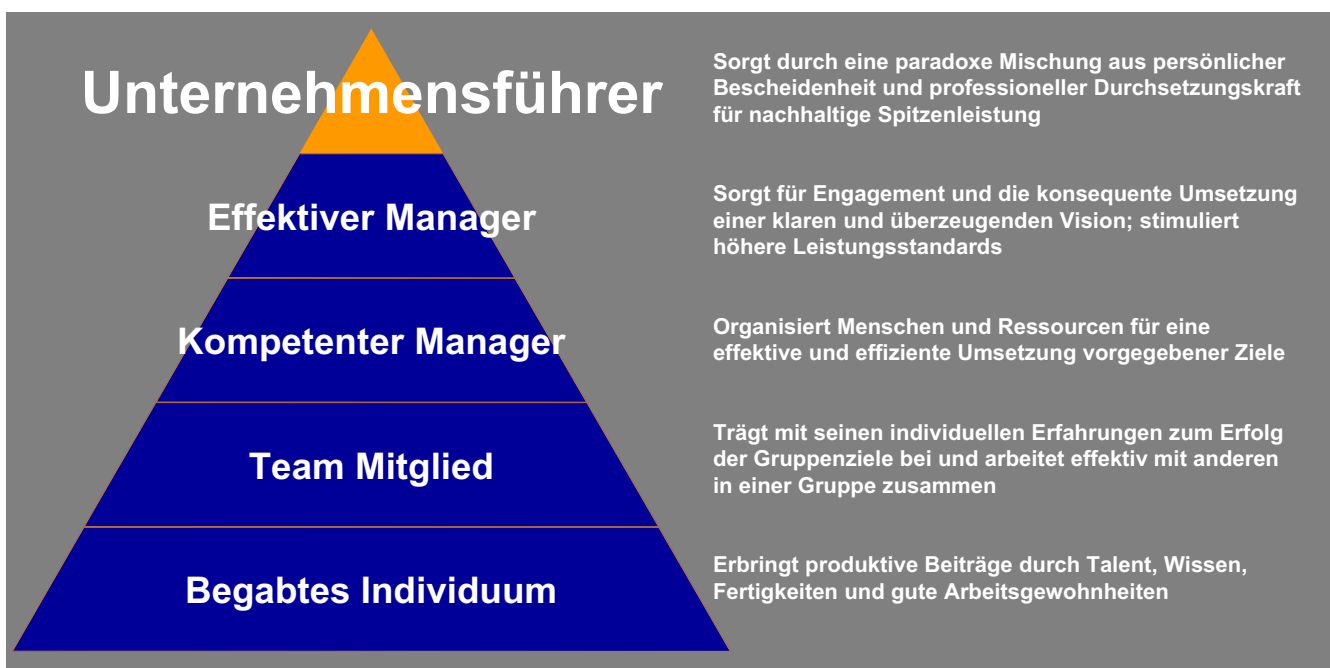 Unternehmensführer
Sorgt durch eine paradoxe Mischung aus persönlicher
Bescheidenheit und professioneller Durchsetzungskraft
für nachhaltige Spitzenleistung
Effektiver Manager
Sorgt für Engagement und die konsequente Umsetzung
einer klaren und überzeugenden Vision; stimuliert
höhere Leistungsstandards
Kompetenter Manager
Organisiert Menschen und Ressourcen für eine
effektive und effiziente Umsetzung vorgegebener Ziele
Team Mitglied
Trägt mit seinen individuellen Erfahrungen zum Erfolg
der Gruppenziele bei und arbeitet effektiv mit anderen
in einer Gruppe zusammen
Begabtes Individuum
Erbringt produktive Beiträge durch Talent, Wissen,
Fertigkeiten und gute Arbeitsgewohnheiten